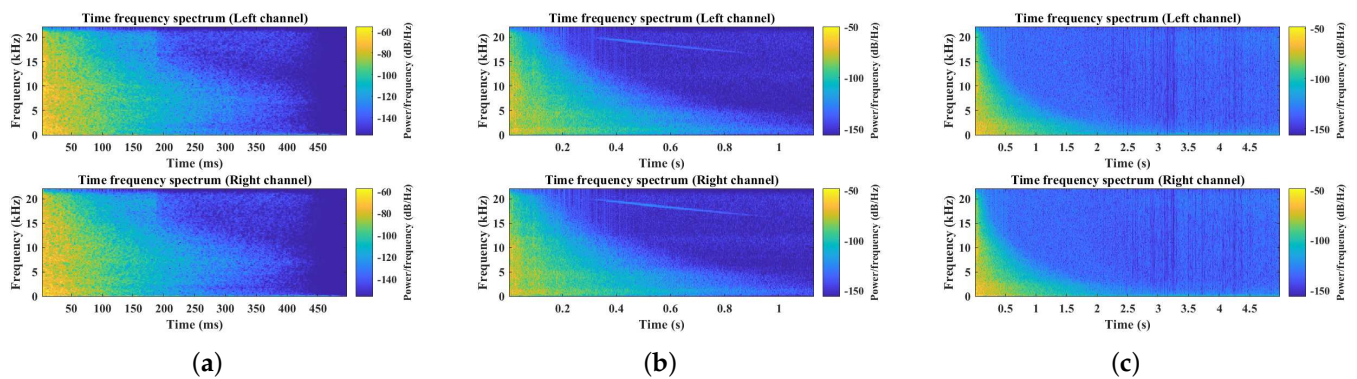 Time frequency spectrum (Left channel)
Frequency (kHz)
20
15
10
5
0
50 100 150 200 250 300 350 400 450
Time (ms)
-60
-80
-100
-120
-140
Power/frequency (dB/Hz)
Time frequency spectrum (Right channel)
Frequency (kHz)
20
15
10
5
0
50 100 150 200 250 300 350 400 450
Time (ms)
-60
-80
-100
-120
-140
Power/frequency (dB/Hz)
(a)
Time frequency spectrum (Left channel)
Frequency (kHz)
20
15
10
5
0
0.2 0.4 0.6 0.8 1
Time (s)
-50
-100
-150
Power/frequency (dB/Hz)
Time frequency spectrum (Right channel)
Frequency (kHz)
20
15
10
5
0
0.2 0.4 0.6 0.8 1
Time (s)
-50
-100
-150
Power/frequency (dB/Hz)
(b)
Time frequency spectrum (Left channel)
Frequency (kHz)
20
15
10
5
0
0.5 1 1.5 2 2.5 3 3.5 4 4.5
Time (s)
-50
-100
-150
Power/frequency (dB/Hz)
Time frequency spectrum (Right channel)
Frequency (kHz)
20
15
10
5
0
0.5 1 1.5 2 2.5 3 3.5 4 4.5
Time (s)
-50
-100
-150
Power/frequency (dB/Hz)
(c)